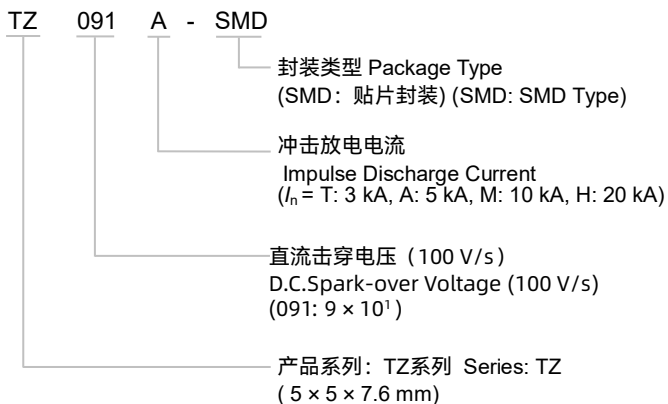 TZ 091 A - SMD
封装类型 Package Type
(SMD：贴片封装) (SMD: SMD Type)
冲击放电电流
Impulse Discharge Current
(Iₙ = T: 3 kA, A: 5 kA, M: 10 kA, H: 20 kA)
直流击穿电压（100 V/s）
D.C.Spark-over Voltage (100 V/s)
(091: 9 × 10¹ )
产品系列：TZ系列 Series: TZ
( 5 × 5 × 7.6 mm)